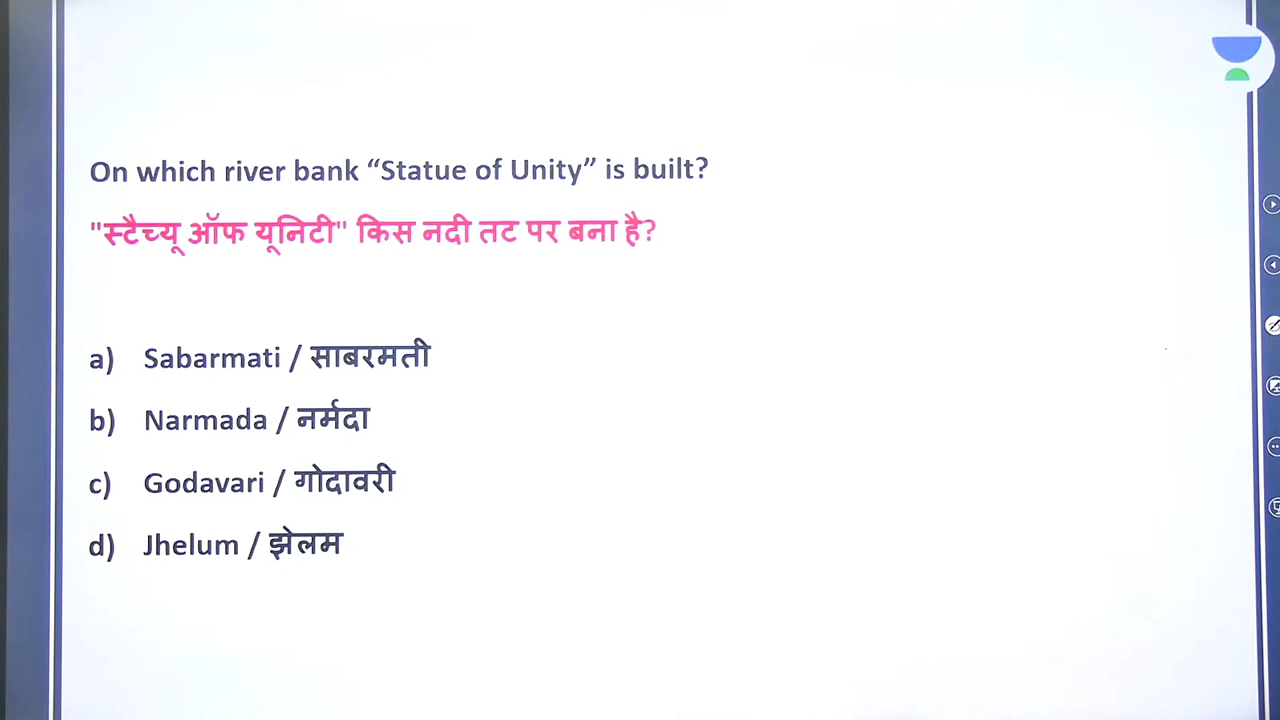 On which river bank “Statue of Unity” is built?
"स्टैच्यू ऑफ यूनिटी" किस नदी तट पर बना है?
a) Sabarmati / साबरमती
b) Narmada / नर्मदा
c) Godavari / गोदावरी
d) Jhelum / झेलम